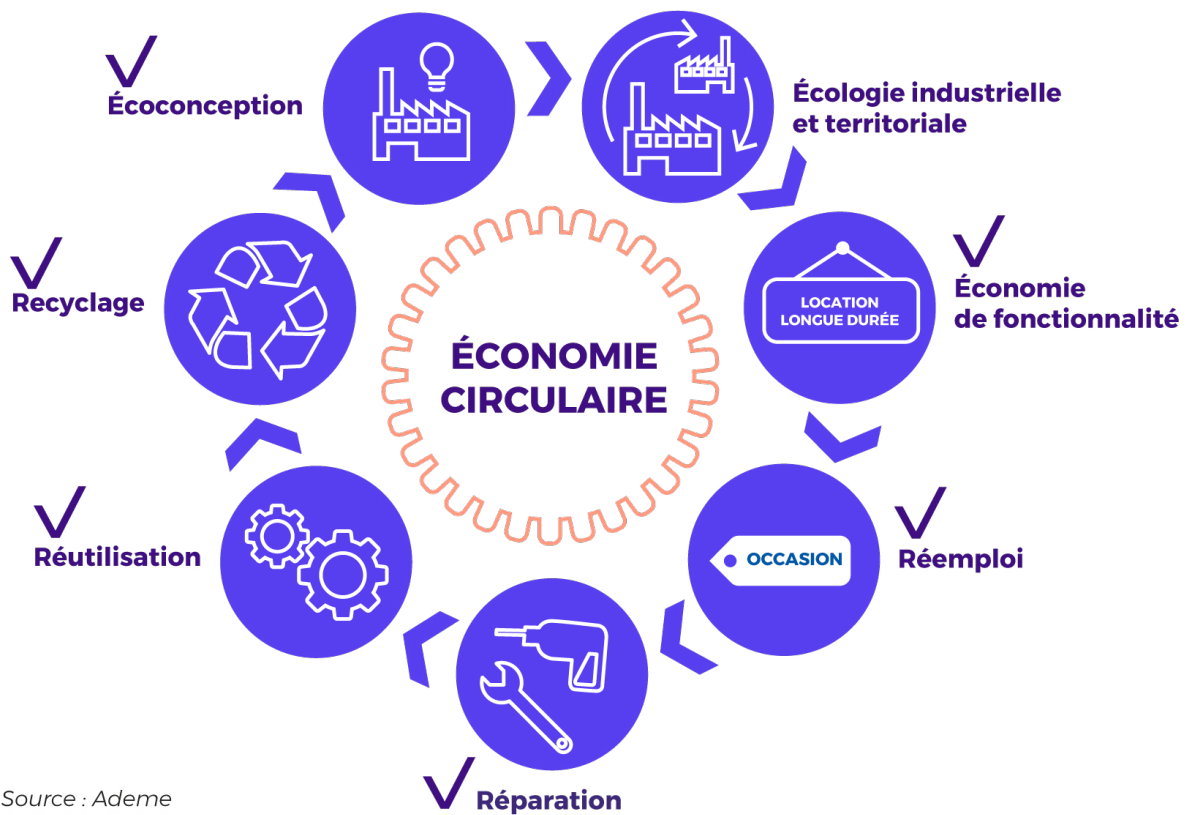 Écoconception
Écologie industrielle
et territoriale
Recyclage
LOCATION
LONGUE DURÉE
Économie
de fonctionnalité
ÉCONOMIE
CIRCULAIRE
Réutilisation
OCCASION
Réemploi
Réparation
Source : Ademe